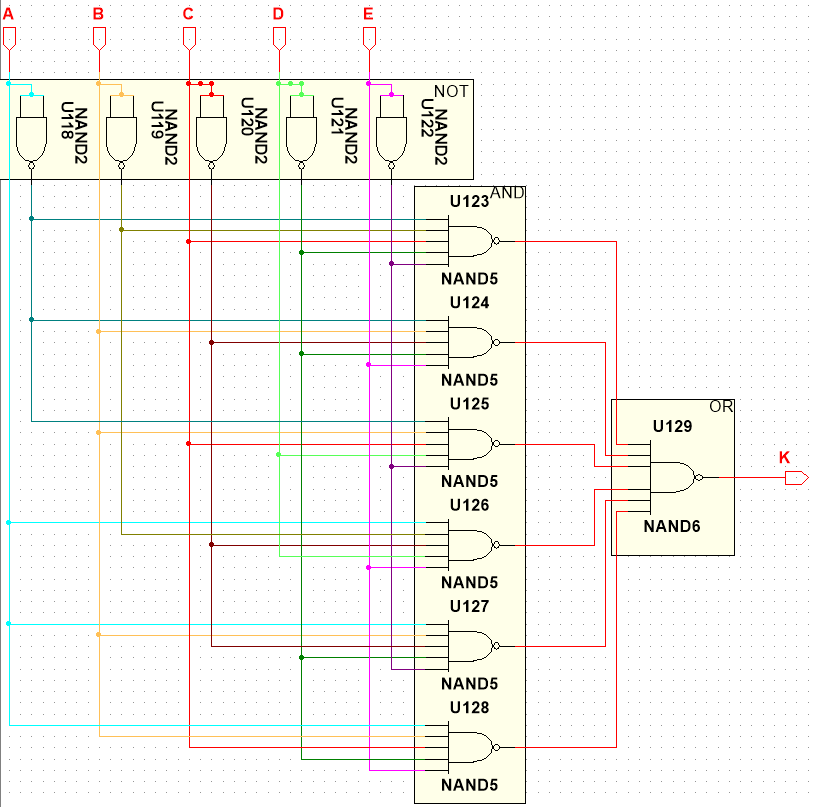 A B C D E
NOT
U118 NAND2 U119 NAND2 U120 NAND2 U121 NAND2 U122 NAND2
AND
U123
NAND5
U124
NAND5
U125
NAND5
OR
U129
K
U126
NAND6
NAND5
U127
NAND5
U128
NAND5